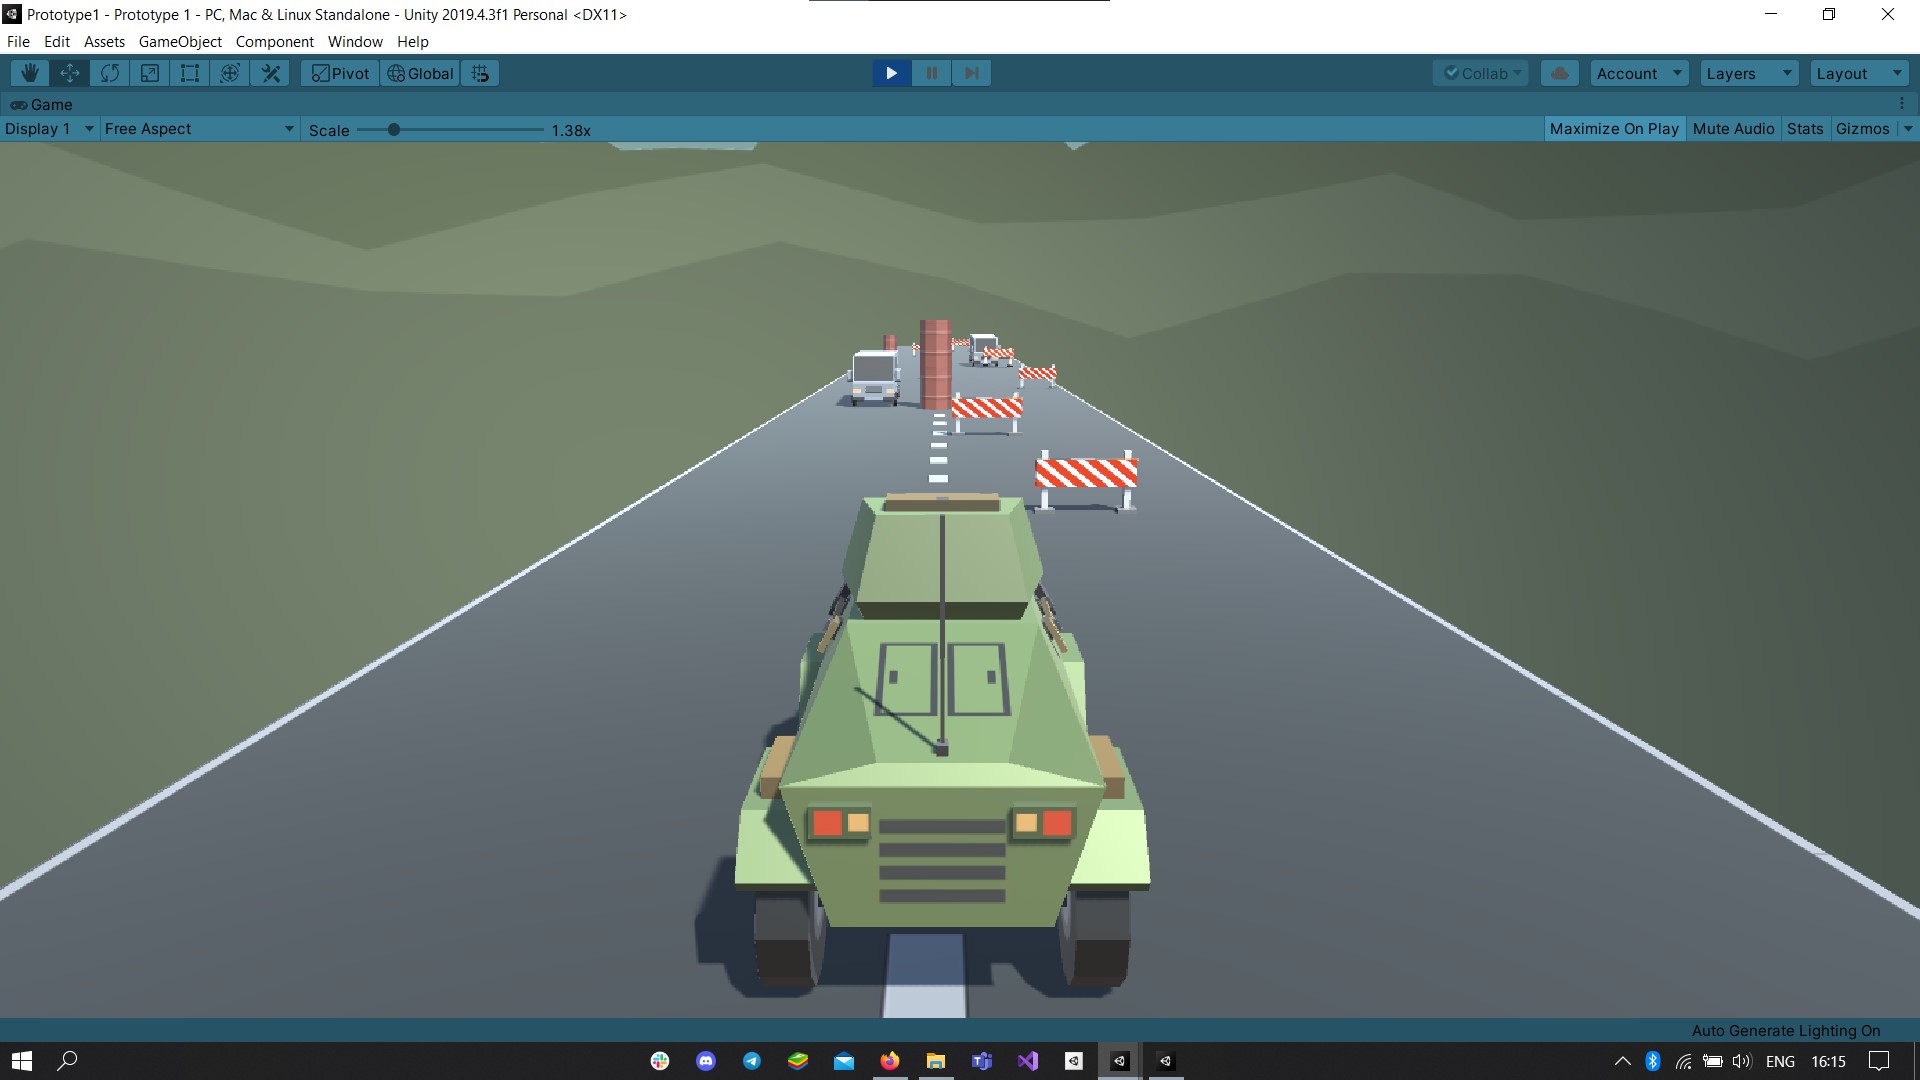 Prototype1 - Prototype 1 - PC, Mac & Linux Standalone - Unity 2019.4.3f1 Personal <DX11>
File Edit Assets GameObject Component Window Help
Pivot Global Collab Account Layers Layout
Game
Display 1 Free Aspect Scale 1.38x Maximize On Play Mute Audio Stats Gizmos
Auto Generate Lighting On
ENG 16:15